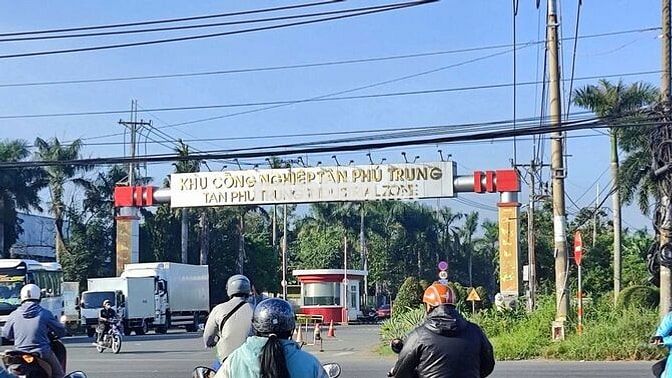 KHU CÔNG NGHIỆP TÂN PHÚ TRUNG
TAN PHU TRUNG INDUSTRIAL ZONE